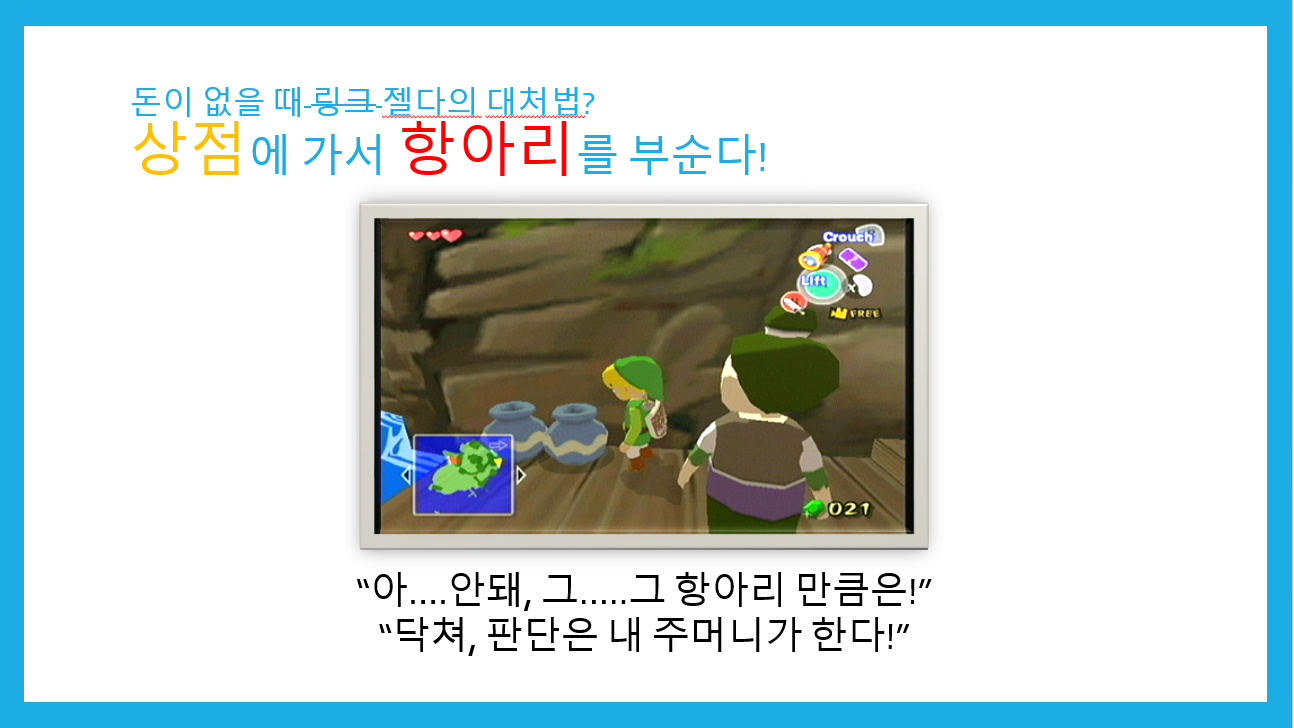 돈이 없을 때 링크 젤다의 대처법?
상점에 가서 항아리를 부순다!
Crouch
Lift
x
FREE
021
“아....안돼, 그.....그 항아리 만큼은!”
“닥쳐, 판단은 내 주머니가 한다!”